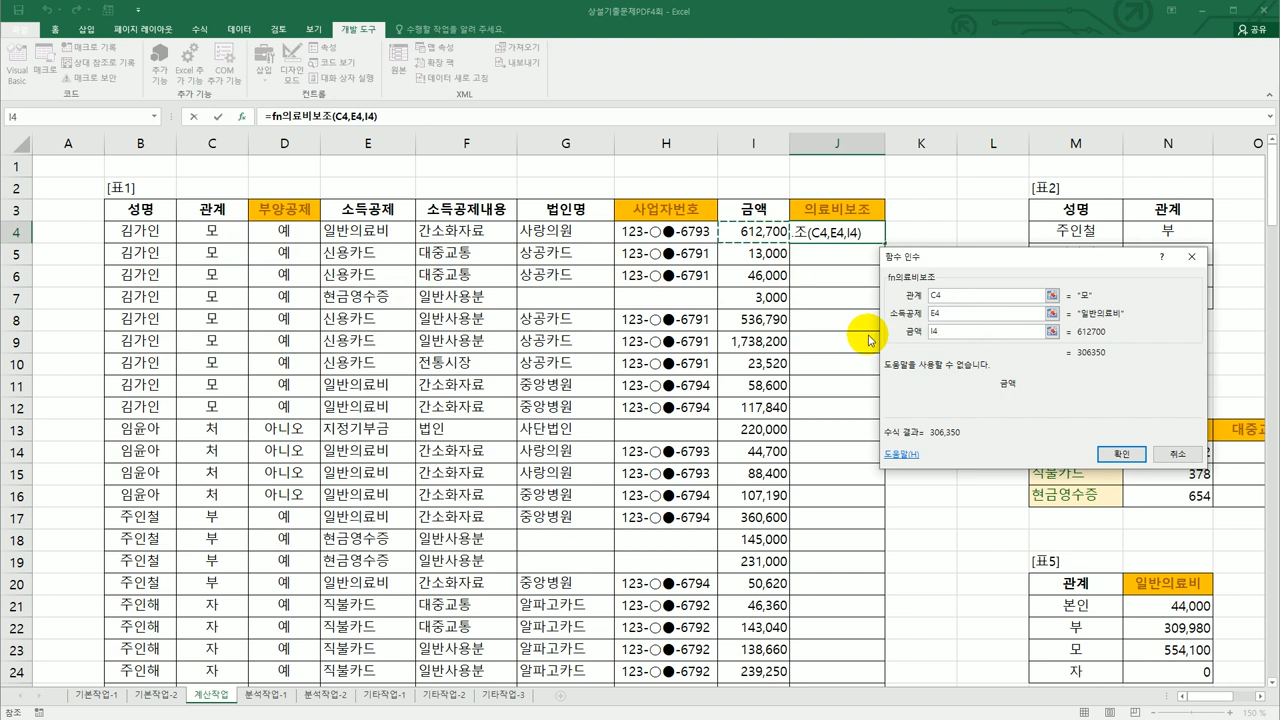 상설기출문제PDF4회 - Excel
파일 홈 삽입 페이지 레이아웃 수식 데이터 검토 보기 개발 도구 수행할 작업을 알려 주세요. 공유
Visual Basic 매크로 매크로 기록 상대 참조로 기록 매크로 보안 추가 기능 Excel 추가 기능 COM 추가 기능 삽입 디자인 모드 속성 코드 보기 대화 상자 실행 원본 맵 속성 확장 팩 데이터 새로 고침 가져오기 내보내기
코드 추가 기능 컨트롤 XML
I4 =fn의료비보조(C4,E4,I4)
A B C D E F G H I J K L M N O
1
2 [표1] [표2]
3 성명 관계 부양공제 소득공제 소득공제내용 법인명 사업자번호 금액 의료비보조 성명 관계
4 김가인 모 예 일반의료비 간소화자료 사랑의원 123-○●-6793 612,700 조(C4,E4,I4) 주인철 부
5 김가인 모 예 신용카드 대중교통 상공카드 123-○●-6791 13,000
6 김가인 모 예 신용카드 대중교통 상공카드 123-○●-6791 46,000
7 김가인 모 예 현금영수증 일반사용분 3,000
8 김가인 모 예 신용카드 일반사용분 상공카드 123-○●-6791 536,790
9 김가인 모 예 신용카드 일반사용분 상공카드 123-○●-6791 1,738,200
10 김가인 모 예 신용카드 전통시장 상공카드 123-○●-6791 23,520
11 김가인 모 예 일반의료비 간소화자료 중앙병원 123-○●-6794 58,600
12 김가인 모 예 일반의료비 간소화자료 중앙병원 123-○●-6794 117,840
13 임윤아 처 아니오 지정기부금 법인 사단법인 220,000 대중교
14 임윤아 처 아니오 일반의료비 간소화자료 사랑의원 123-○●-6793 44,700
15 임윤아 처 아니오 일반의료비 간소화자료 사랑의원 123-○●-6793 88,400 직불카드 378
16 임윤아 처 아니오 일반의료비 간소화자료 중앙병원 123-○●-6794 107,190 현금영수증 654
17 주인철 부 예 일반의료비 간소화자료 중앙병원 123-○●-6794 360,600
18 주인철 부 예 현금영수증 일반사용분 145,000
19 주인철 부 예 현금영수증 일반사용분 231,000 [표5]
20 주인철 부 예 일반의료비 간소화자료 중앙병원 123-○●-6794 50,620 관계 일반의료비
21 주인해 자 예 직불카드 대중교통 알파고카드 123-○●-6792 46,360 본인 44,000
22 주인해 자 예 직불카드 대중교통 알파고카드 123-○●-6792 143,040 부 309,980
23 주인해 자 예 직불카드 일반사용분 알파고카드 123-○●-6792 138,660 모 554,100
24 주인해 자 예 직불카드 일반사용분 알파고카드 123-○●-6792 239,250 자 0
함수 인수 ?
fn의료비보조
관계 C4 = "모"
소득공제 E4 = "일반의료비"
금액 I4 = 612700
= 306350
도움말을 사용할 수 없습니다.
금액
수식 결과= 306,350
도움말(H) 확인 취소
기본작업-1 기본작업-2 계산작업 분석작업-1 분석작업-2 기타작업-1 기타작업-2 기타작업-3
참조 150 %